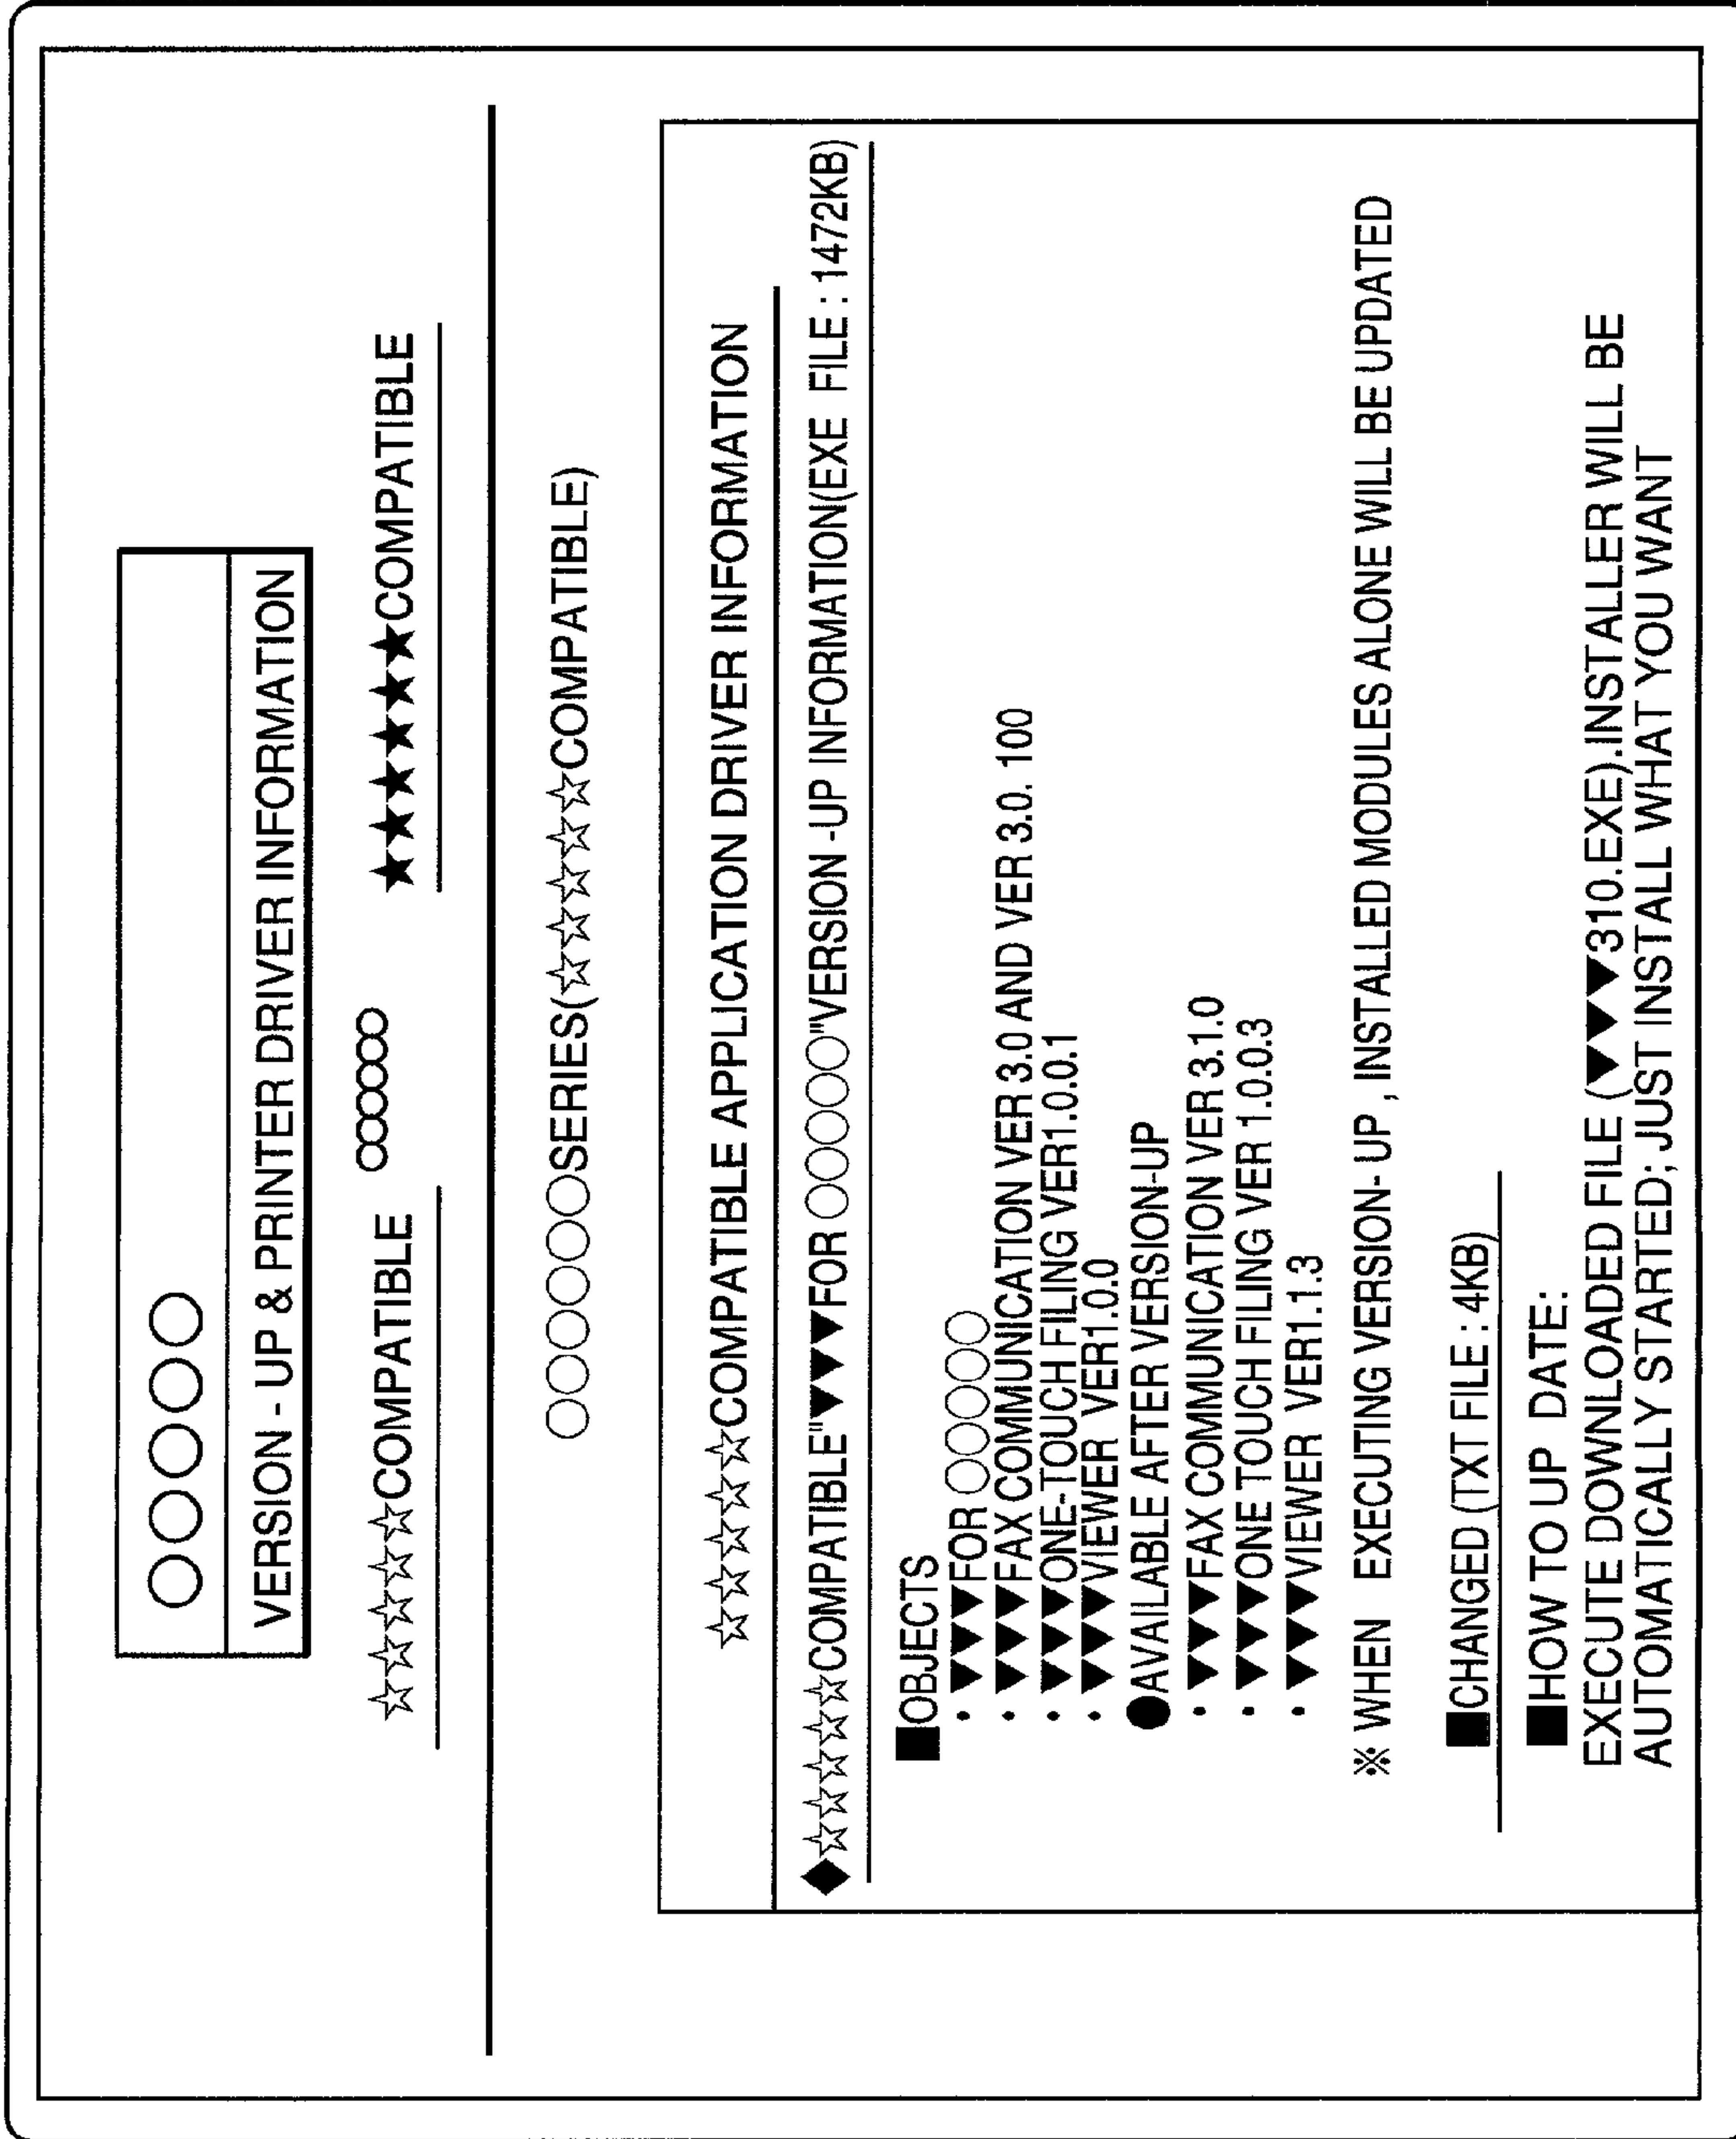 ○○○○○
VERSION - UP & PRINTER DRIVER INFORMATION
☆☆☆☆☆COMPATIBLE ○○○○○○ ★★★★★★COMPATIBLE
○○○○○○SERIES(☆☆☆☆☆COMPATIBLE)
☆☆☆☆☆COMPATIBLE APPLICATION DRIVER INFORMATION
◆☆☆☆☆☆COMPATIBLE"▼▼▼FOR ○○○○○"VERSION -UP INFORMATION(EXE FILE : 1472KB)
■OBJECTS
・▼▼▼FOR ○○○○○
・▼▼▼FAX COMMUNICATION VER 3.0 AND VER 3.0. 100
・▼▼▼ONE-TOUCH FILING VER1.0.0.1
・▼▼▼VIEWER VER1.0.0
●AVAILABLE AFTER VERSION-UP
・▼▼▼FAX COMMUNICATION VER 3.1.0
・▼▼▼ONE TOUCH FILING VER 1.0.0.3
・▼▼▼VIEWER VER1.1.3
※ WHEN EXECUTING VERSION- UP , INSTALLED MODULES ALONE WILL BE UPDATED
■CHANGED (TXT FILE : 4KB)
■HOW TO UP DATE:
EXECUTE DOWNLOADED FILE (▼▼▼310.EXE).INSTALLER WILL BE
AUTOMATICALLY STARTED; JUST INSTALL WHAT YOU WANT